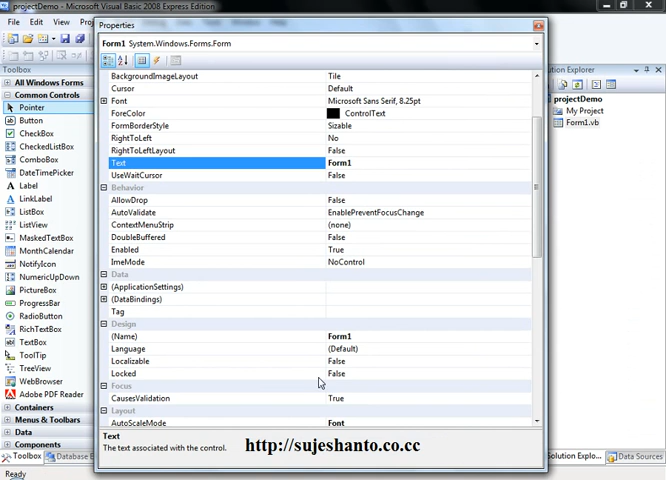 projectDemo - Microsoft Visual Basic 2008 Express Edition
File
Edit
View
Properties
Form1 System.Windows.Forms.Form
Toolbox
All Windows Forms
Common Controls
Pointer
Button
CheckBox
CheckedListBox
ComboBox
DateTimePicker
Label
LinkLabel
ListBox
ListView
MaskedTextBox
MonthCalendar
NotifyIcon
NumericUpDown
PictureBox
ProgressBar
RadioButton
RichTextBox
TextBox
ToolTip
TreeView
WebBrowser
Adobe PDF Reader
Containers
Menus & Toolbars
Data
Components
Toolbox
Database E
Ready
BackgroundImageLayout Tile
Cursor Default
Font Microsoft Sans Serif, 8.25pt
ForeColor ControlText
FormBorderStyle Sizable
RightToLeft No
RightToLeftLayout False
Text Form1
UseWaitCursor False
Behavior
AllowDrop False
AutoValidate EnablePreventFocusChange
ContextMenuStrip (none)
DoubleBuffered False
Enabled True
ImeMode NoControl
Data
(ApplicationSettings)
(DataBindings)
Tag
Design
(Name) Form1
Language (Default)
Localizable False
Locked False
Focus
CausesValidation True
Layout
AutoScaleMode Font
Text
The text associated with the control.
http://sujeshanto.co.cc
olution Explorer
projectDemo
My Project
Form1.vb
Solution Explo...
Data Sources